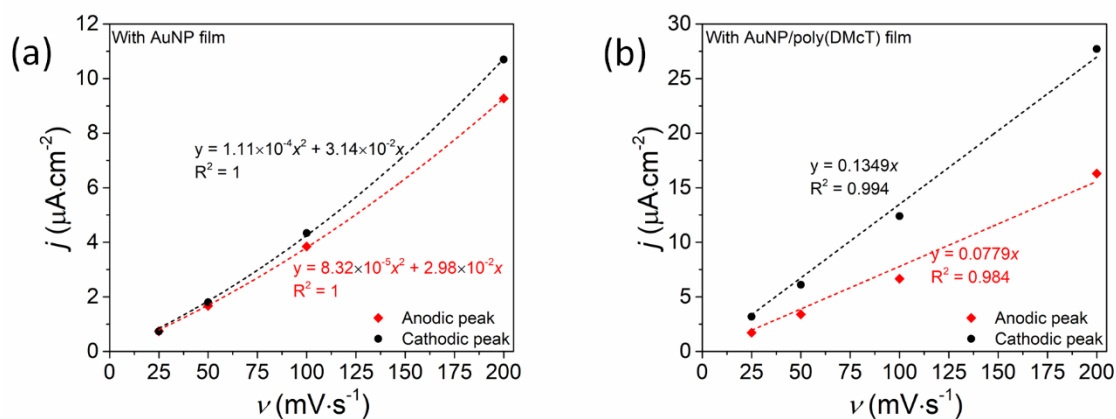 (a)
With AuNP film
12
10
8
6
4
2
0
j (μA·cm⁻²)
y = 1.11×10⁻⁴x² + 3.14×10⁻²x
R² = 1
y = 8.32×10⁻⁵x² + 2.98×10⁻²x
R² = 1
Anodic peak
Cathodic peak
0 25 50 75 100 125 150 175 200
ν (mV·s⁻¹)
(b)
With AuNP/poly(DMcT) film
30
25
20
15
10
5
0
j (μA·cm⁻²)
y = 0.1349x
R² = 0.994
y = 0.0779x
R² = 0.984
Anodic peak
Cathodic peak
0 25 50 75 100 125 150 175 200
ν (mV·s⁻¹)